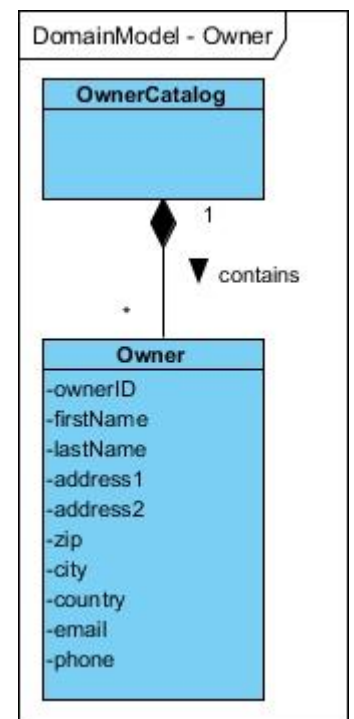 DomainModel - Owner
OwnerCatalog
1
contains
*
Owner
-ownerID
-firstName
-lastName
-address1
-address2
-zip
-city
-country
-email
-phone